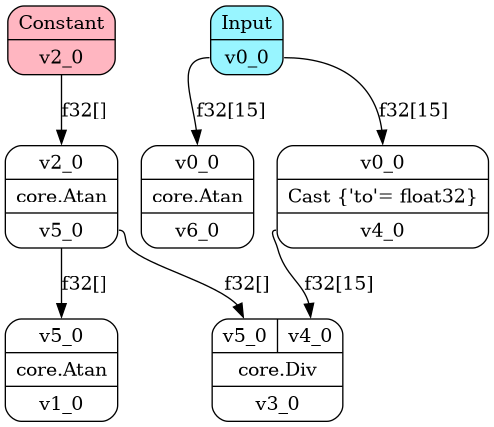 Constant
v2_0
Input
v0_0
f32[]
f32[15]
f32[15]
v2_0
core.Atan
v5_0
v0_0
core.Atan
v6_0
v0_0
Cast {'to'= float32}
v4_0
f32[]
f32[]
f32[15]
v5_0
core.Atan
v1_0
v5_0 v4_0
core.Div
v3_0